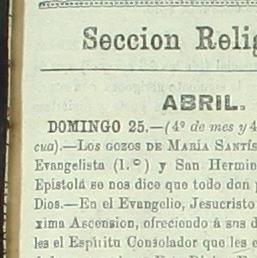 Seccion Relig
ABRIL.
DOMINGO 25.—(4º de mes y 4
cua).—LOS GOZOS DE MARÍA SANTÍS
Evangelista (1.º) y San Hermin
Epístola se nos dice que todo don p
Dios.—En el Evangelio, Jesucristo
xima Ascension, ofreciendo á sus d
les el Espíritu Consolador que les e